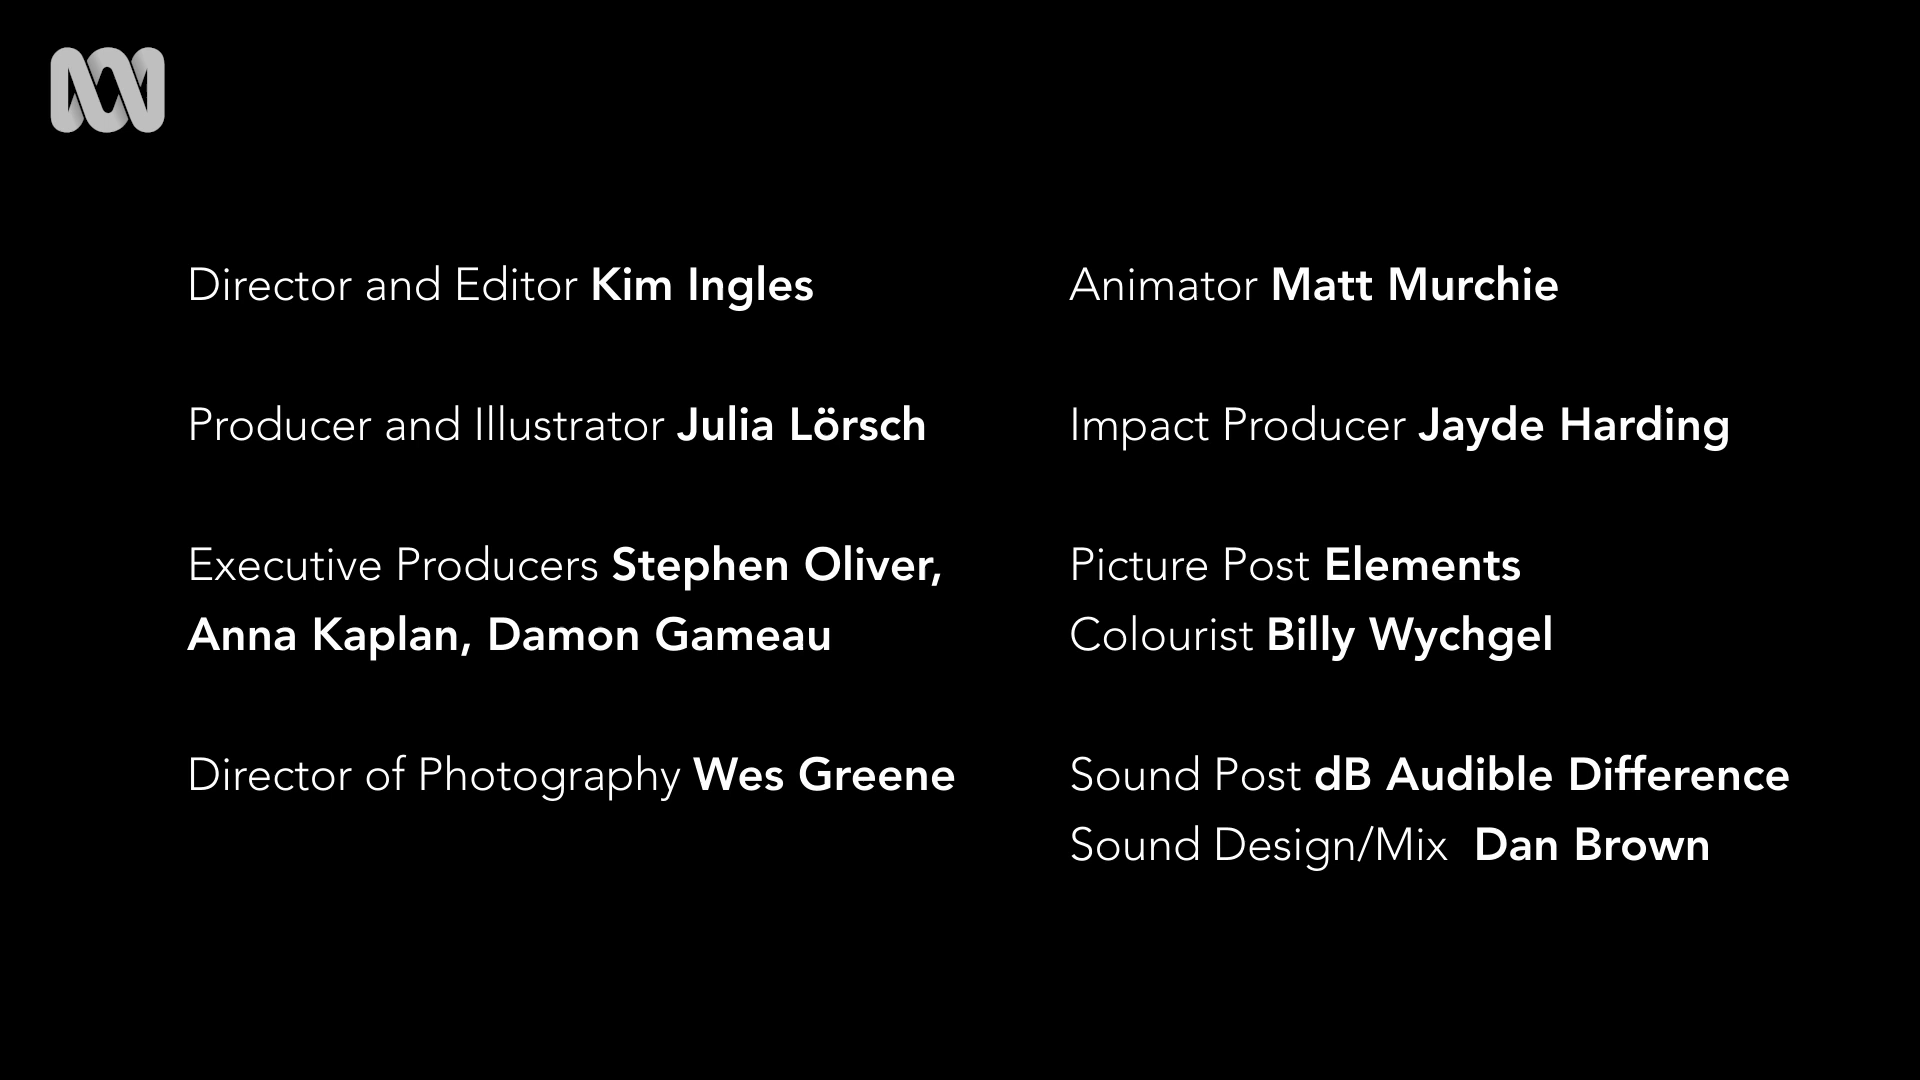 Director and Editor Kim Ingles
Producer and Illustrator Julia Lörsch
Executive Producers Stephen Oliver,
Anna Kaplan, Damon Gameau
Director of Photography Wes Greene
Animator Matt Murchie
Impact Producer Jayde Harding
Picture Post Elements
Colourist Billy Wychgel
Sound Post dB Audible Difference
Sound Design/Mix  Dan Brown